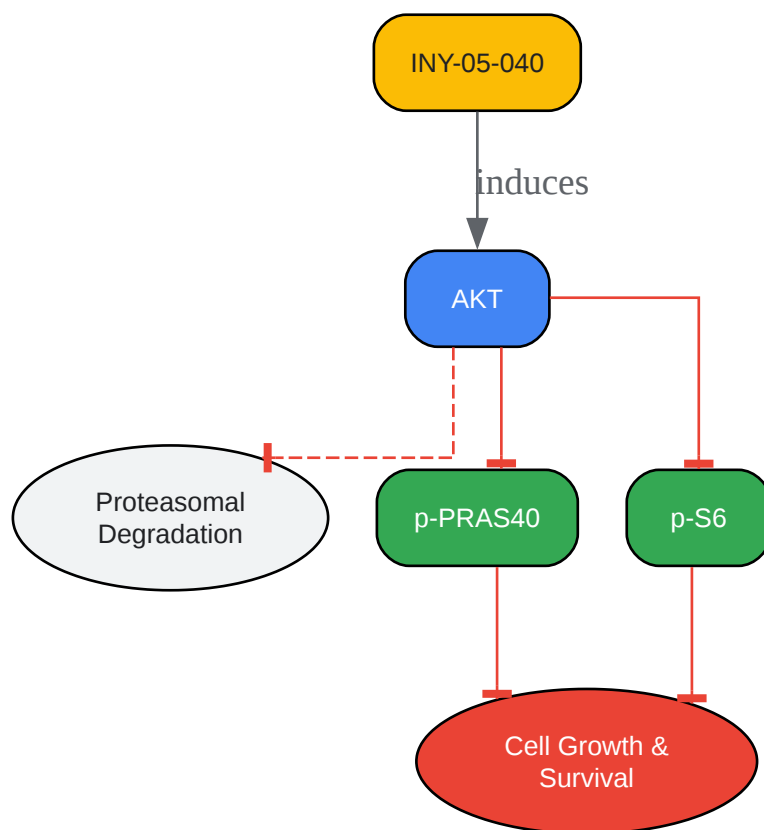 INY-05-040
induces
AKT
Proteasomal
Degradation
p-PRAS40
p-S6
Cell Growth &
Survival